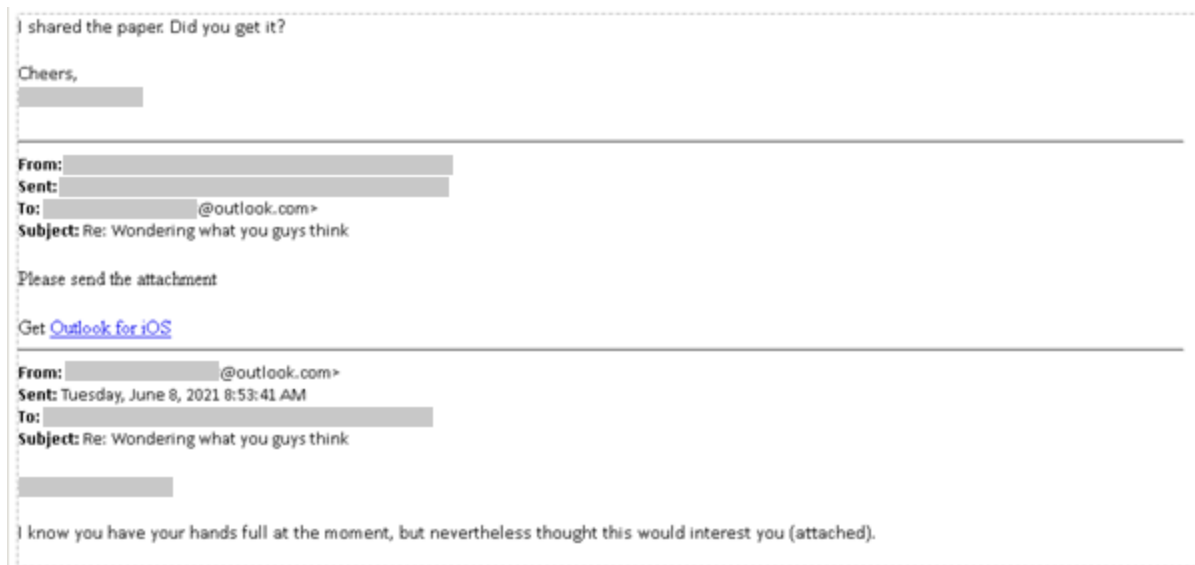 I shared the paper. Did you get it?
Cheers,
From:
Sent:
To: @outlook.com>
Subject: Re: Wondering what you guys think
Please send the attachment
Get Outlook for iOS
From: @outlook.com>
Sent: Tuesday, June 8, 2021 8:53:41 AM
To:
Subject: Re: Wondering what you guys think
I know you have your hands full at the moment, but nevertheless thought this would interest you (attached).